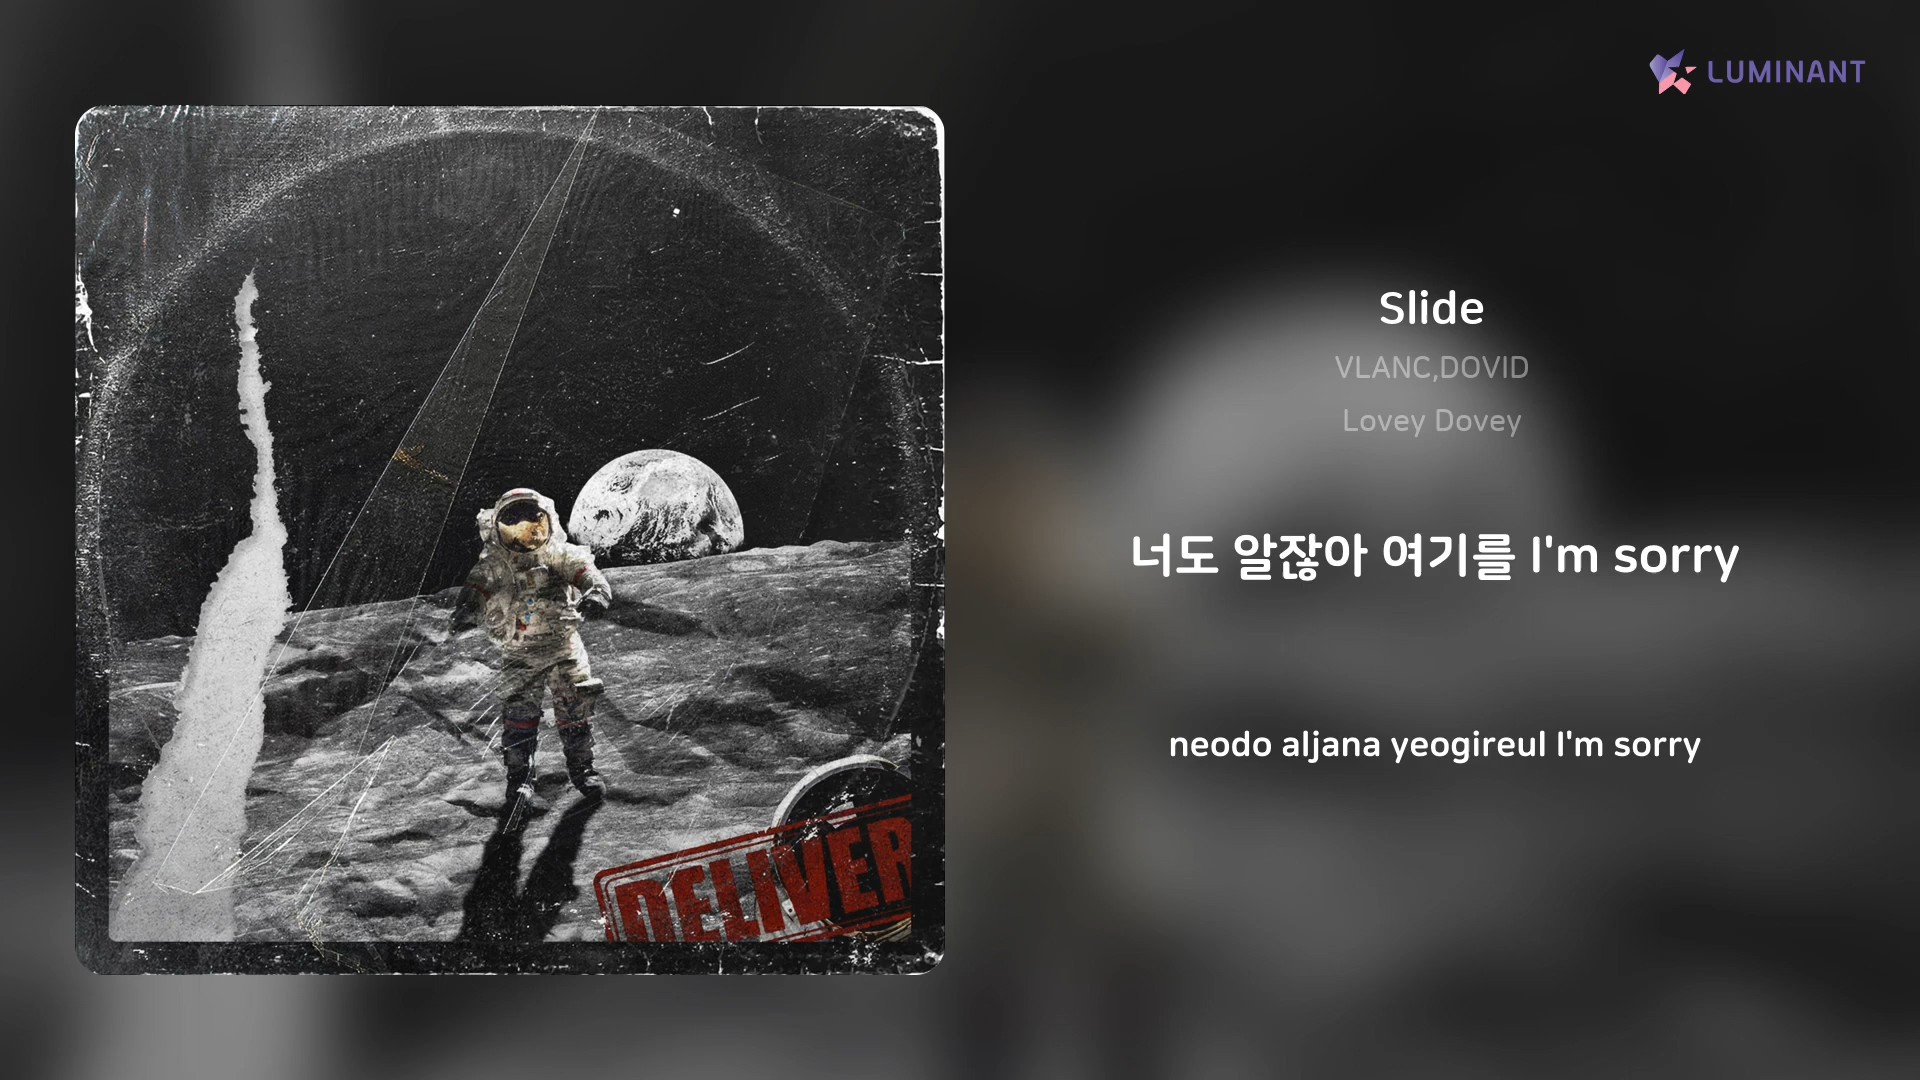 LUMINANT
Slide
VLANC,DOVID
Lovey Dovey
너도 알잖아 여기를 I'm sorry
neodo aljana yeogireul I'm sorry
DELIVER